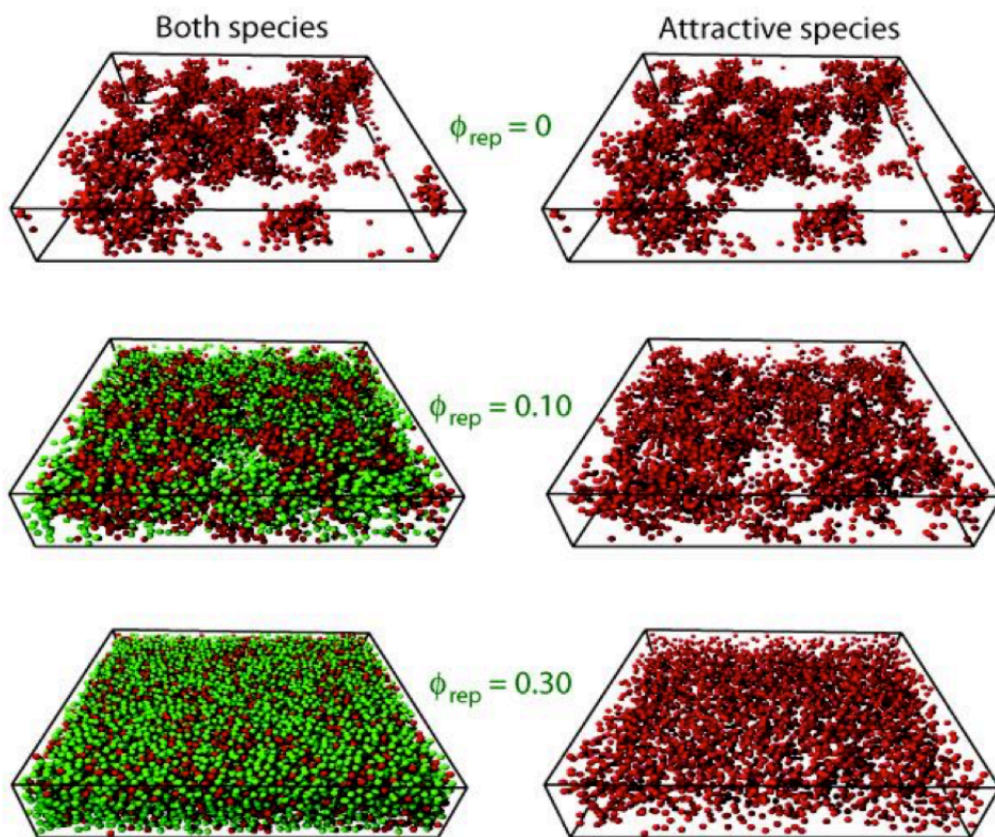 Both species
Attractive species
ϕrep = 0
ϕrep = 0.10
ϕrep = 0.30